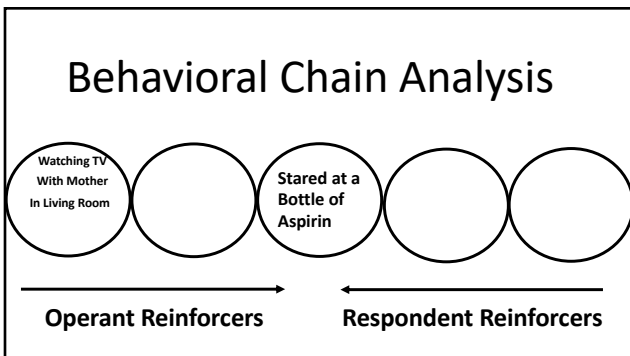 Behavioral Chain Analysis
Watching TV
With Mother
In Living Room
Stared at a
Bottle of
Aspirin
Operant Reinforcers
Respondent Reinforcers